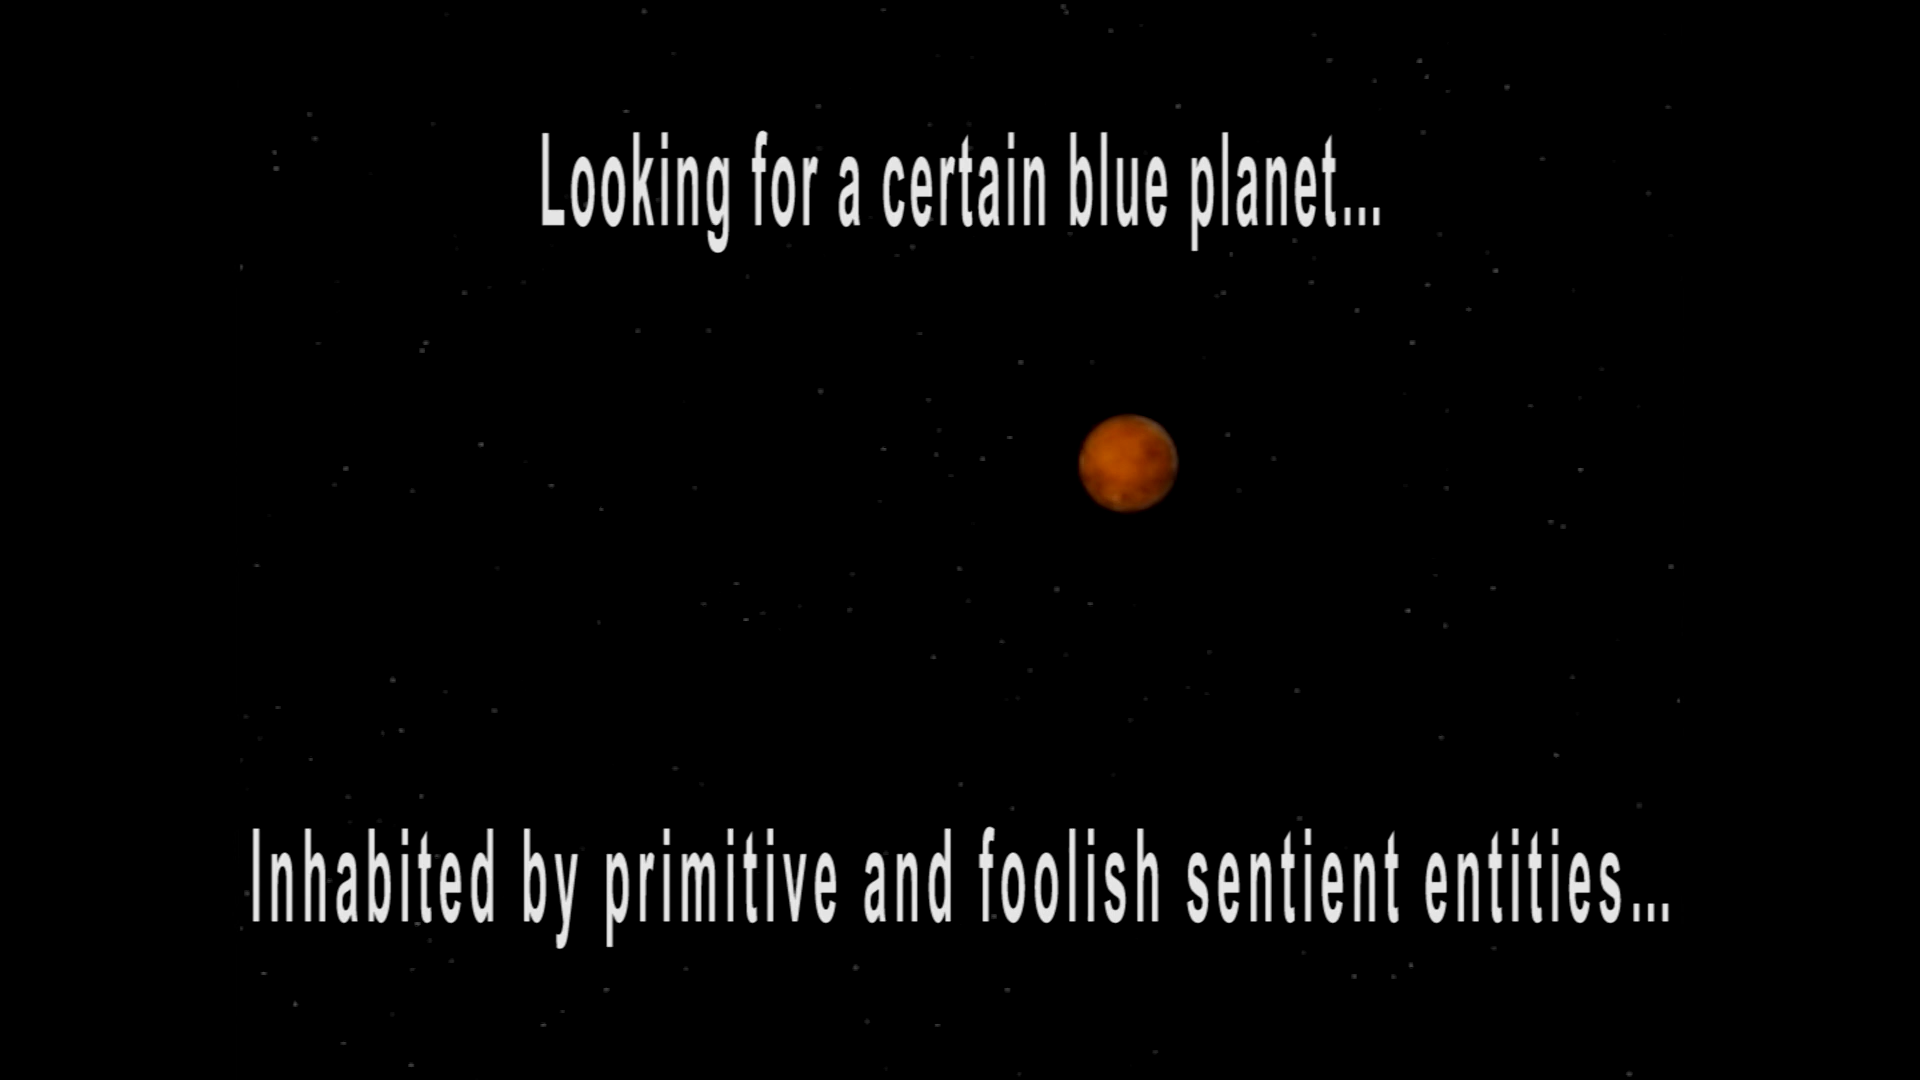 Looking for a certain blue planet...
Inhabited by primitive and foolish sentient entities...